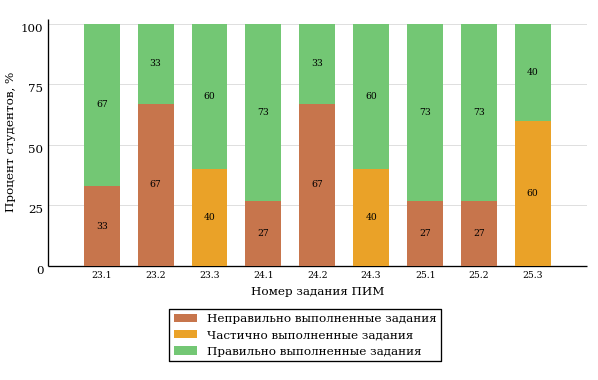 100
75
50
25
0
Процент студентов, %
67 33 60 73 33 60 73 73 40
33 67 40 27 67 40 27 27 60
23.1 23.2 23.3 24.1 24.2 24.3 25.1 25.2 25.3
Номер задания ПИМ
Неправильно выполненные задания
Частично выполненные задания
Правильно выполненные задания